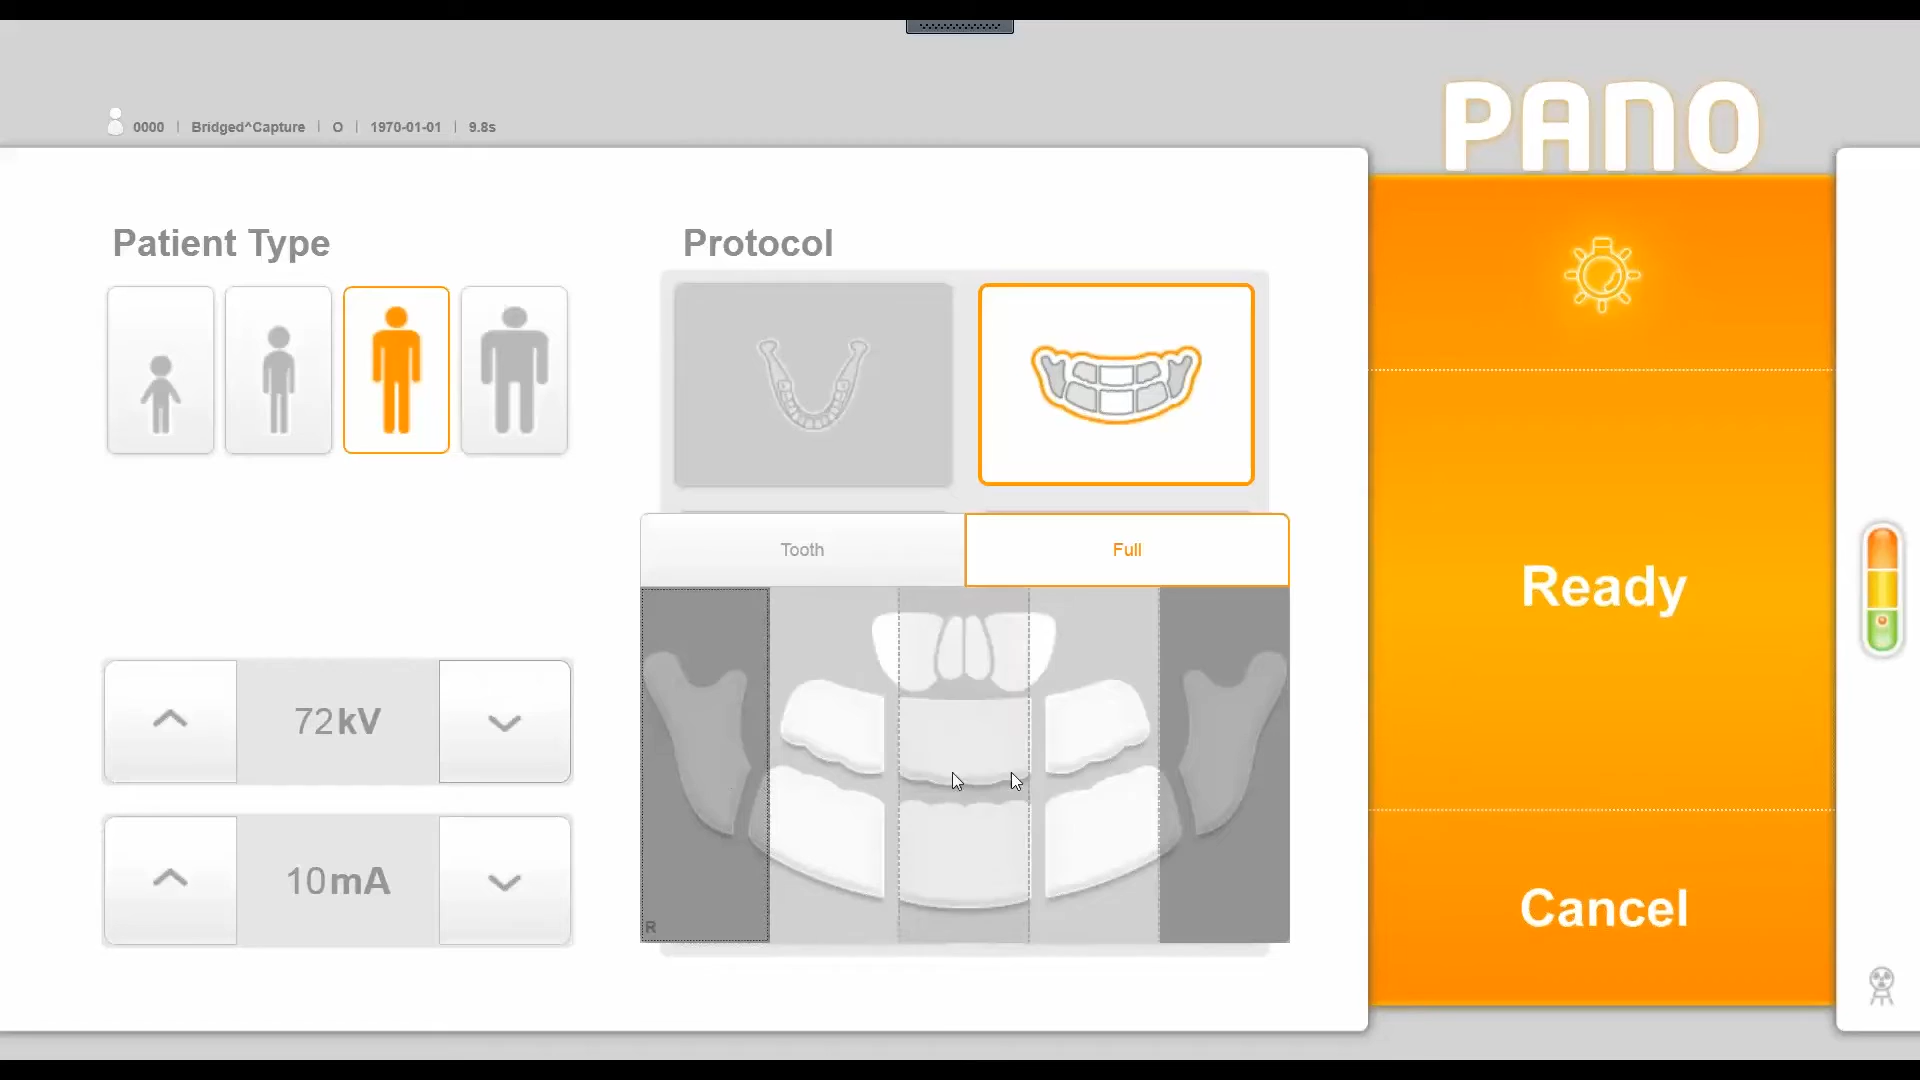 PANO
0000 | Bridged^Capture | O | 1970-01-01 | 9.8s
Patient Type
Protocol
Tooth
Full
Ready
72kV
10mA
Cancel
R